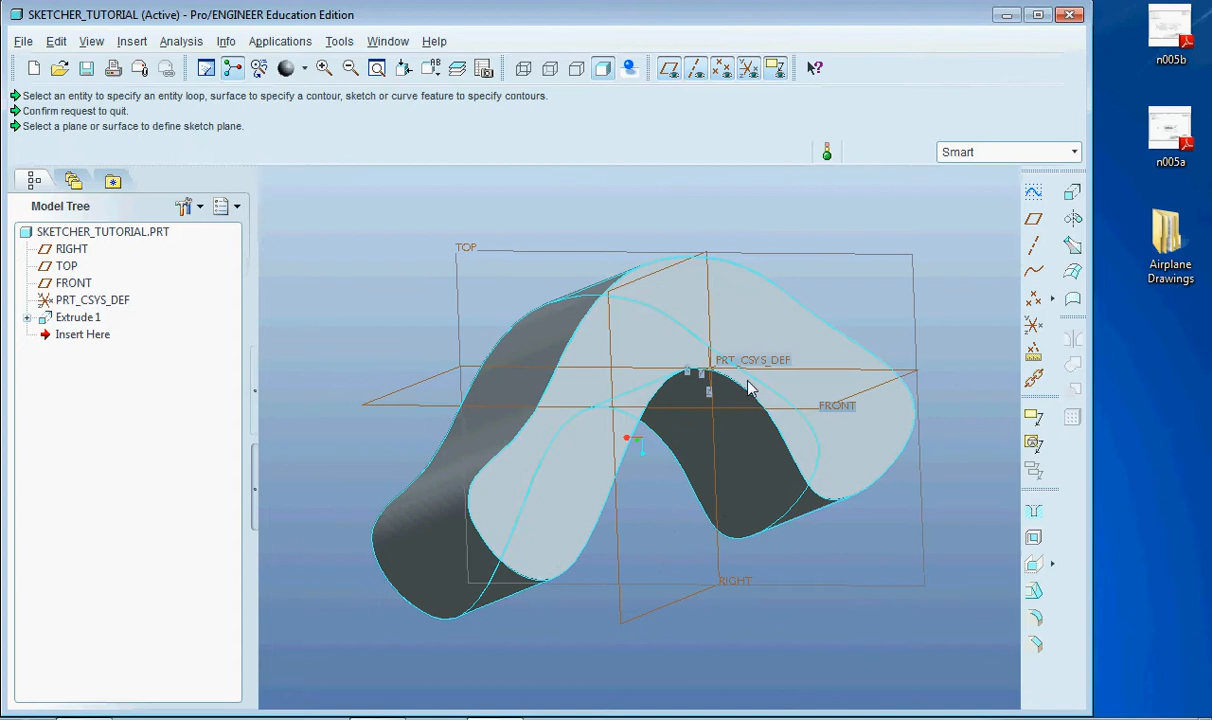 SKETCHER_TUTORIAL (Active) - Pro/ENGINEER Education Edition
File Edit View Insert Analysis Info Applications Tools Window Help
Select an entity to specify an entity loop, surface to specify a contour, sketch or curve feature to specify contours.
Confirm request to quit.
Select a plane or surface to define sketch plane.
Smart
Model Tree
SKETCHER_TUTORIAL.PRT
RIGHT
TOP
FRONT
PRT_CSYS_DEF
Extrude 1
Insert Here
TOP
PRT_CSYS_DEF
FRONT
RIGHT
n005b
n005a
Airplane
Drawings